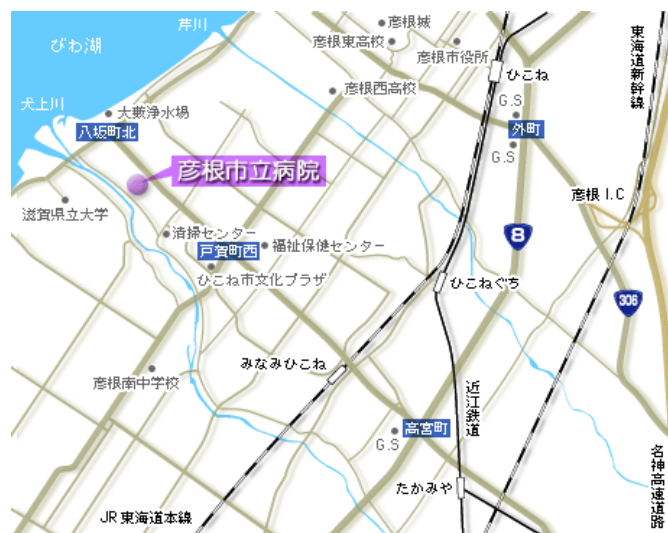 芹川
彦根城
びわ湖
彦根東高校
彦根市役所
東海道新幹線
ひこね
犬上川
彦根西高校
G.S
大藪浄水場
八坂町北
外町
G.S
彦根市立病院
彦根 I.C
滋賀県立大学
清掃センター
8
戸賀町西
福祉保健センター
ひこね市文化プラザ
ひこねぐち
306
みなみひこね
彦根南中学校
近江鉄道
高宮町
G.S
名神高速道路
たかみや
JR東海道本線